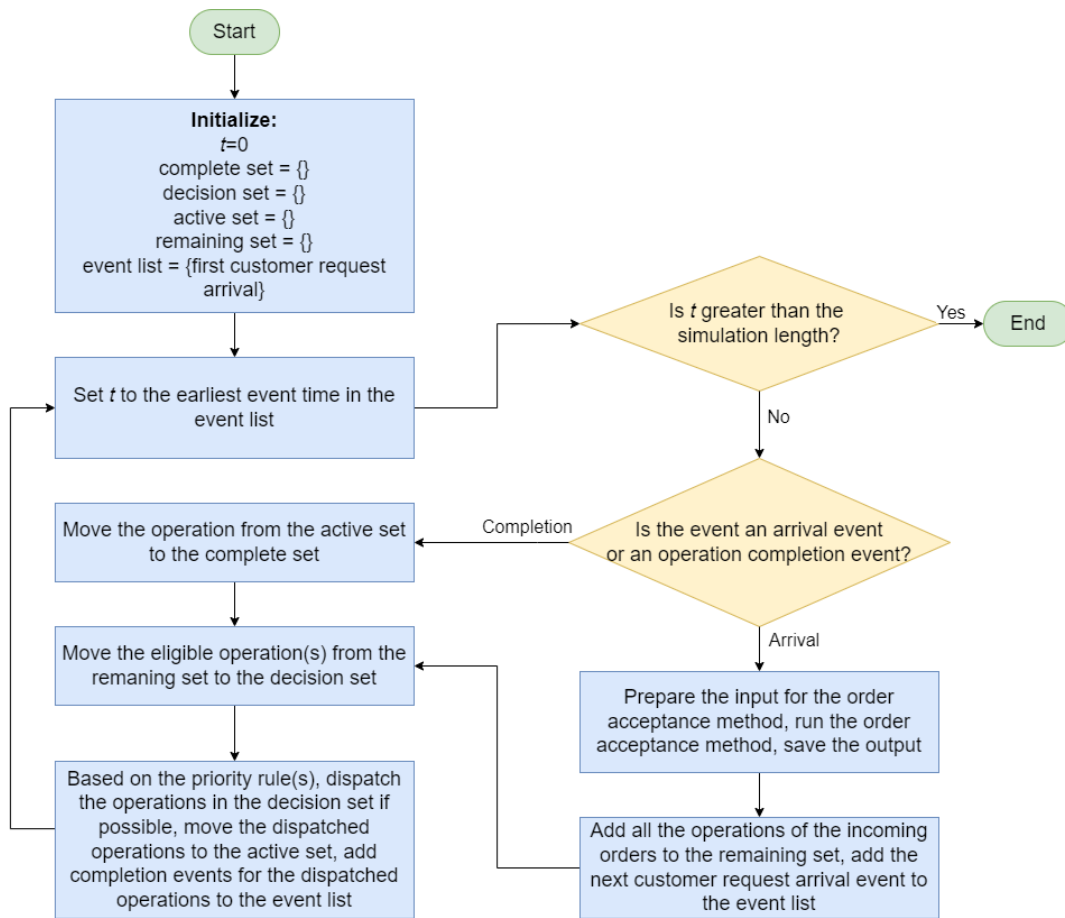 Start
Initialize:
t=0
complete set = {}
decision set = {}
active set = {}
remaining set = {}
event list = {first customer request
arrival}
Set t to the earliest event time in the
event list
Is t greater than the
simulation length?
Yes
End
No
Is the event an arrival event
or an operation completion event?
Completion
Move the operation from the active set
to the complete set
Arrival
Prepare the input for the order
acceptance method, run the order
acceptance method, save the output
Add all the operations of the incoming
orders to the remaining set, add the
next customer request arrival event to
the event list
Move the eligible operation(s) from the
remaning set to the decision set
Based on the priority rule(s), dispatch
the operations in the decision set if
possible, move the dispatched
operations to the active set, add
completion events for the dispatched
operations to the event list